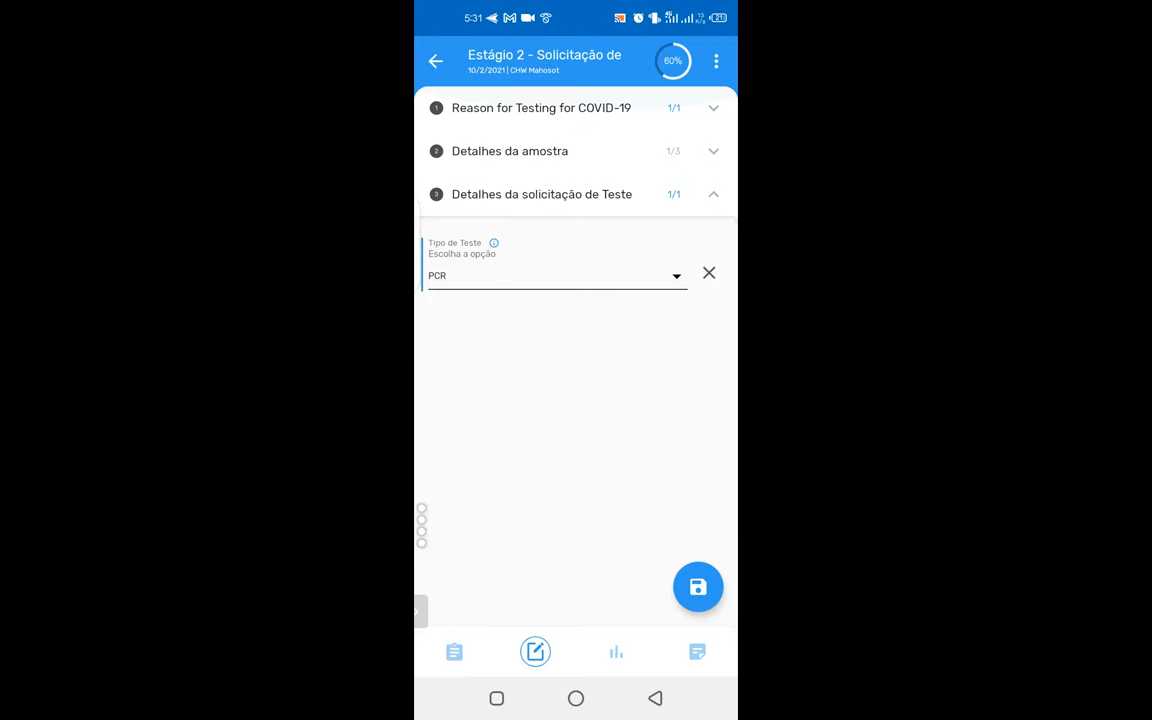 5:31
4G
21
Estágio 2 - Solicitação de
10/2/2021 | CHW Mahosot
60%
1 Reason for Testing for COVID-19 1/1
2 Detalhes da amostra 1/3
3 Detalhes da solicitação de Teste 1/1
Tipo de Teste
Escolha a opção
PCR